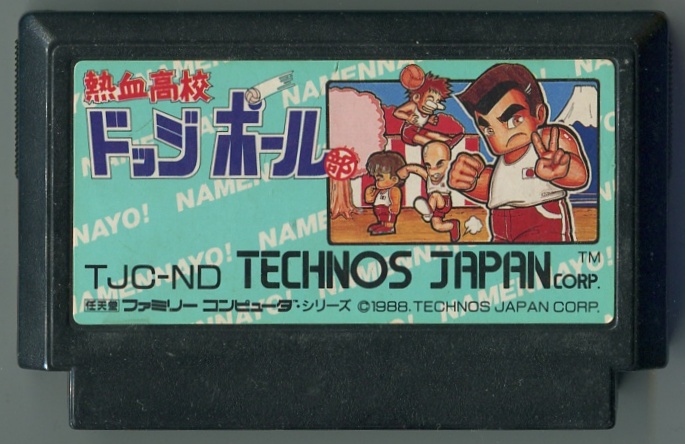 熱血高校
ドッジボール部
NAMENNAYO!
TJC-ND TECHNOS JAPAN CORP.™
任天堂 ファミリーコンピュータ・シリーズ ©1988. TECHNOS JAPAN CORP.